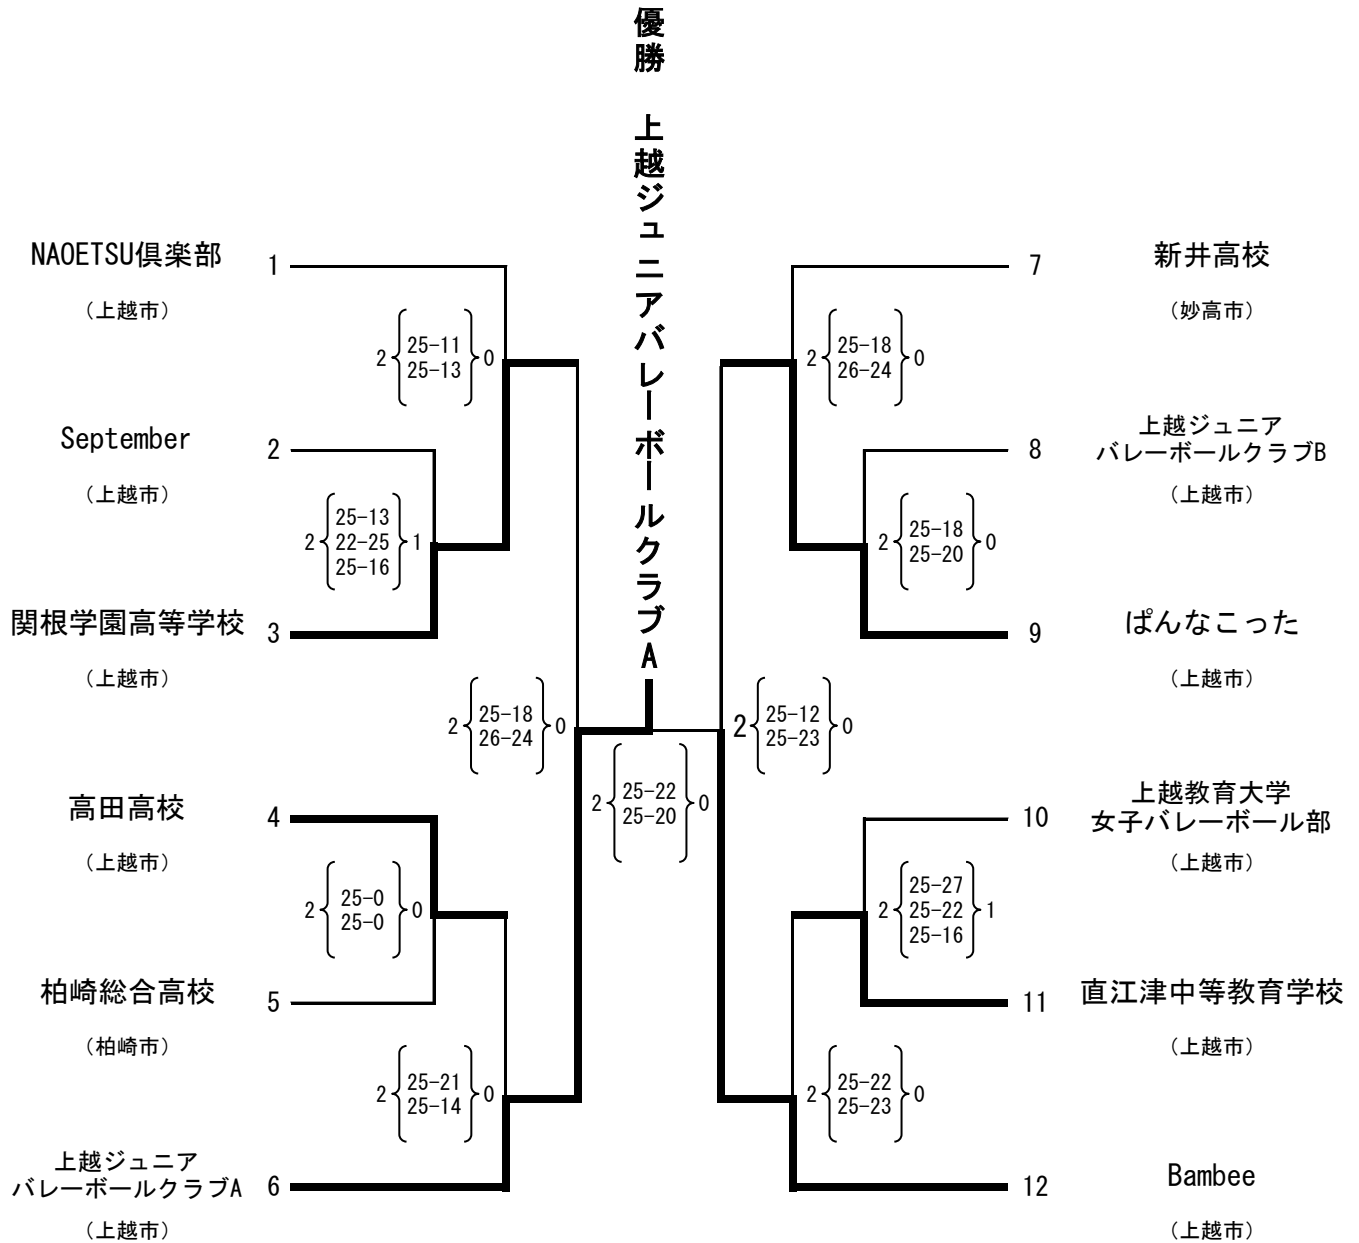 優勝　上越ジュニアバレーボールクラブA
NAOETSU倶楽部 1
（上越市）
2 25-11 0
25-13
September 2
（上越市）
25-13
2 22-25 1
25-16
関根学園高等学校 3
（上越市）
2 25-18 0
26-24
高田高校 4
（上越市）
2 25-0 0
25-0
柏崎総合高校 5
（柏崎市）
2 25-21 0
25-14
上越ジュニア
バレーボールクラブA 6
（上越市）
2 25-22 0
25-20
7 新井高校
（妙高市）
2 25-18 0
26-24
上越ジュニア
8 バレーボールクラブB
（上越市）
2 25-18 0
25-20
9 ぱんなこった
（上越市）
2 25-12 0
25-23
上越教育大学
10 女子バレーボール部
（上越市）
25-27
2 25-22 1
25-16
11 直江津中等教育学校
（上越市）
2 25-22 0
25-23
12 Bambee
（上越市）